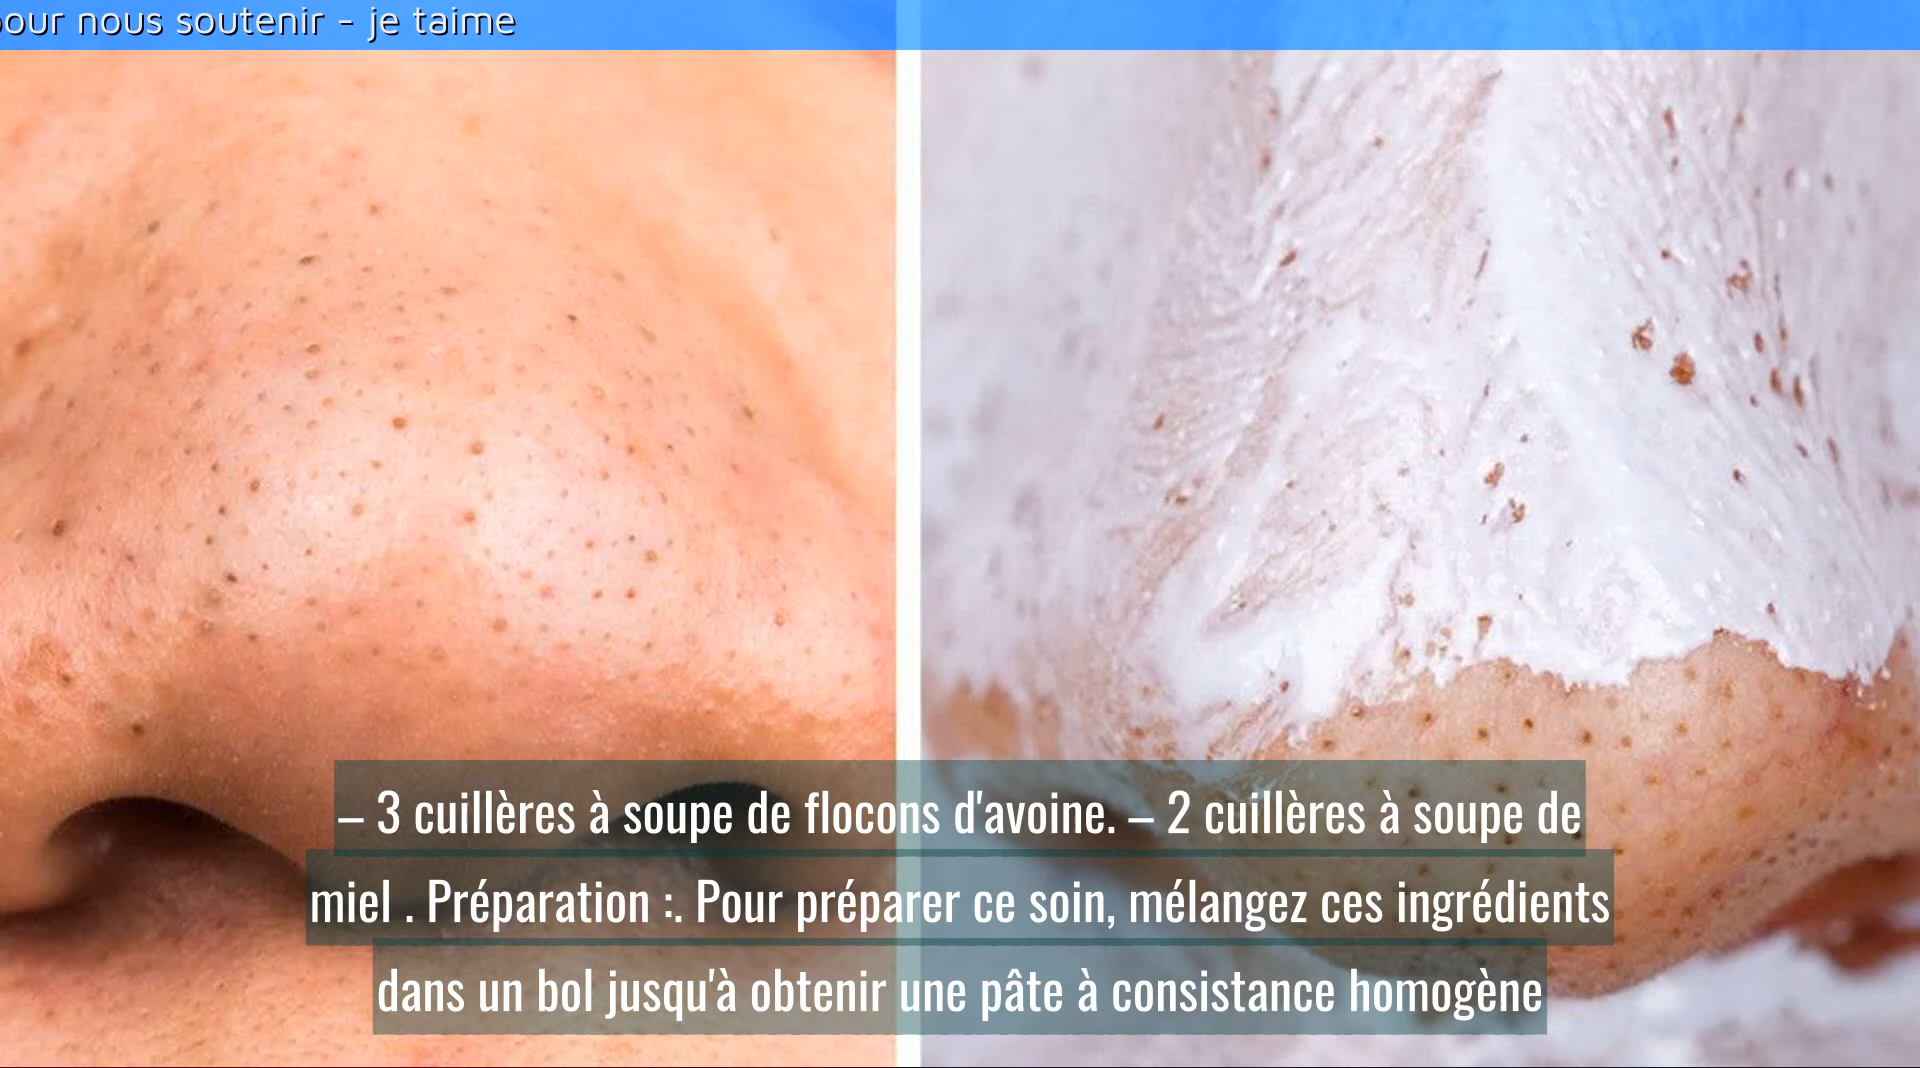 pour nous soutenir - je taime
– 3 cuillères à soupe de flocons d'avoine. – 2 cuillères à soupe de
miel . Préparation :. Pour préparer ce soin, mélangez ces ingrédients
dans un bol jusqu'à obtenir une pâte à consistance homogène